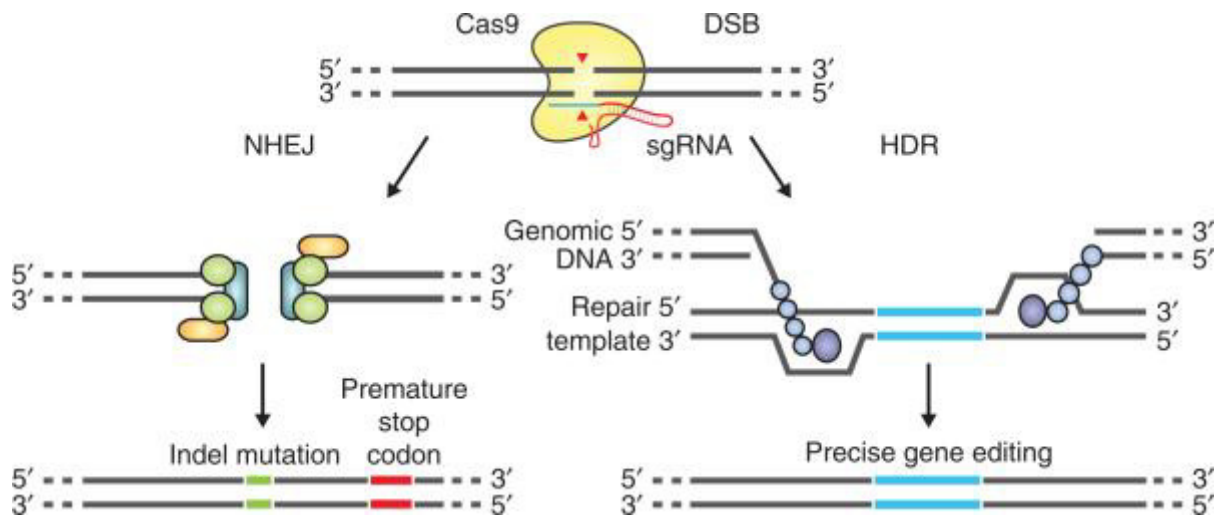 Cas9 DSB
5′ 3′
3′ 5′
NHEJ sgRNA HDR
Genomic 5′ 3′
DNA 3′ 5′
5′ 3′
3′ 5′
Repair 5′ 3′
template 3′ 5′
Premature
stop
Indel mutation codon
Precise gene editing
5′ 3′
3′ 5′
5′ 3′
3′ 5′